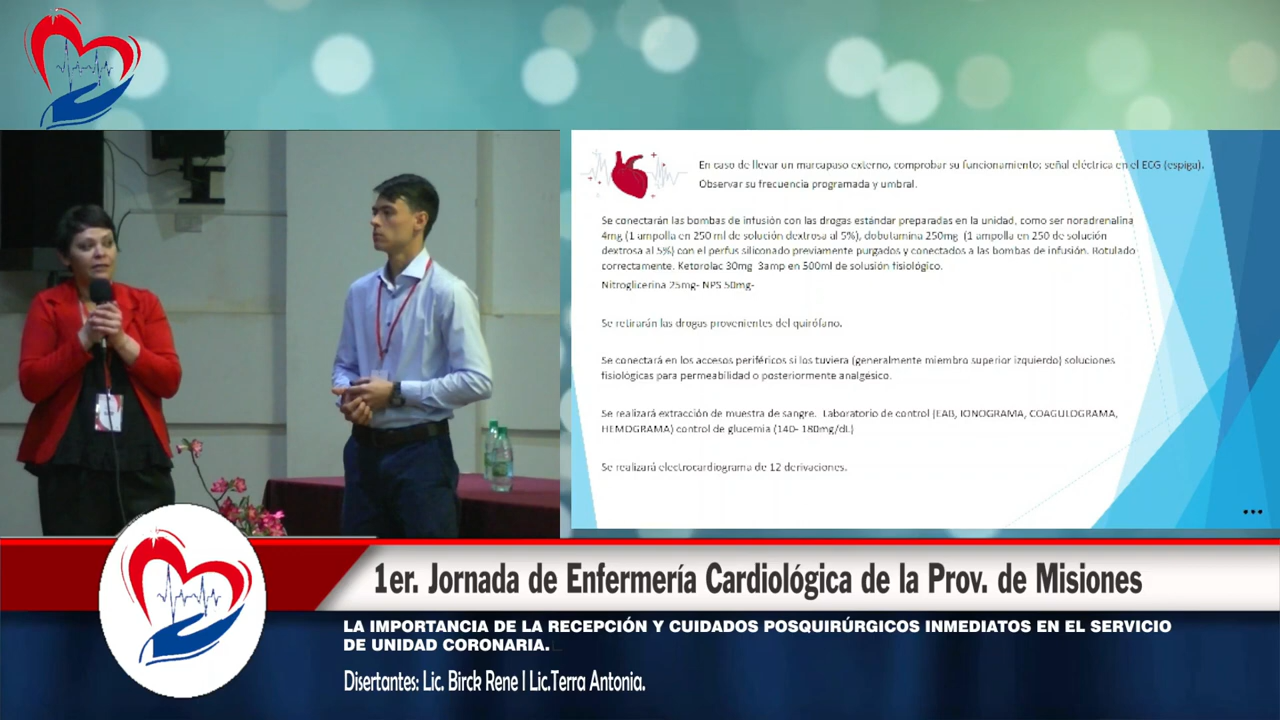 En caso de llevar un marcapaso externo, comprobar su funcionamiento; señal eléctrica en el ECG (espiga).
Observar su frecuencia programada y umbral.
Se conectarán las bombas de infusión con las drogas estándar preparadas en la unidad, como ser noradrenalina
4mg (1 ampolla en 250 ml de solución dextrosa al 5%), dobutamina 250mg (1 ampolla en 250 de solución
dextrosa al 5%) con el perfus siliconado previamente purgados y conectados a las bombas de infusión. Rotulado
correctamente. Ketorolac 30mg 3amp en 500ml de solusión fisiológico.
Nitroglicerina 25mg- NPS 50mg-
Se retirarán las drogas provenientes del quirófano.
Se conectará en los accesos periféricos si los tuviera (generalmente miembro superior izquierdo) soluciones
fisiológicas para permeabilidad o posteriormente analgésico.
Se realizará extracción de muestra de sangre. Laboratorio de control (EAB, IONOGRAMA, COAGULOGRAMA,
HEMOGRAMA) control de glucemia (140- 180mg/dl.)
Se realizará electrocardiograma de 12 derivaciones.
1er. Jornada de Enfermería Cardiológica de la Prov. de Misiones
LA IMPORTANCIA DE LA RECEPCIÓN Y CUIDADOS POSQUIRÚRGICOS INMEDIATOS EN EL SERVICIO
DE UNIDAD CORONARIA.
Disertantes: Lic. Birck Rene I Lic.Terra Antonia.